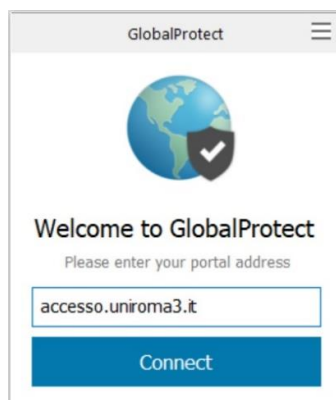 GlobalProtect
Welcome to GlobalProtect
Please enter your portal address
accesso.uniroma3.it
Connect